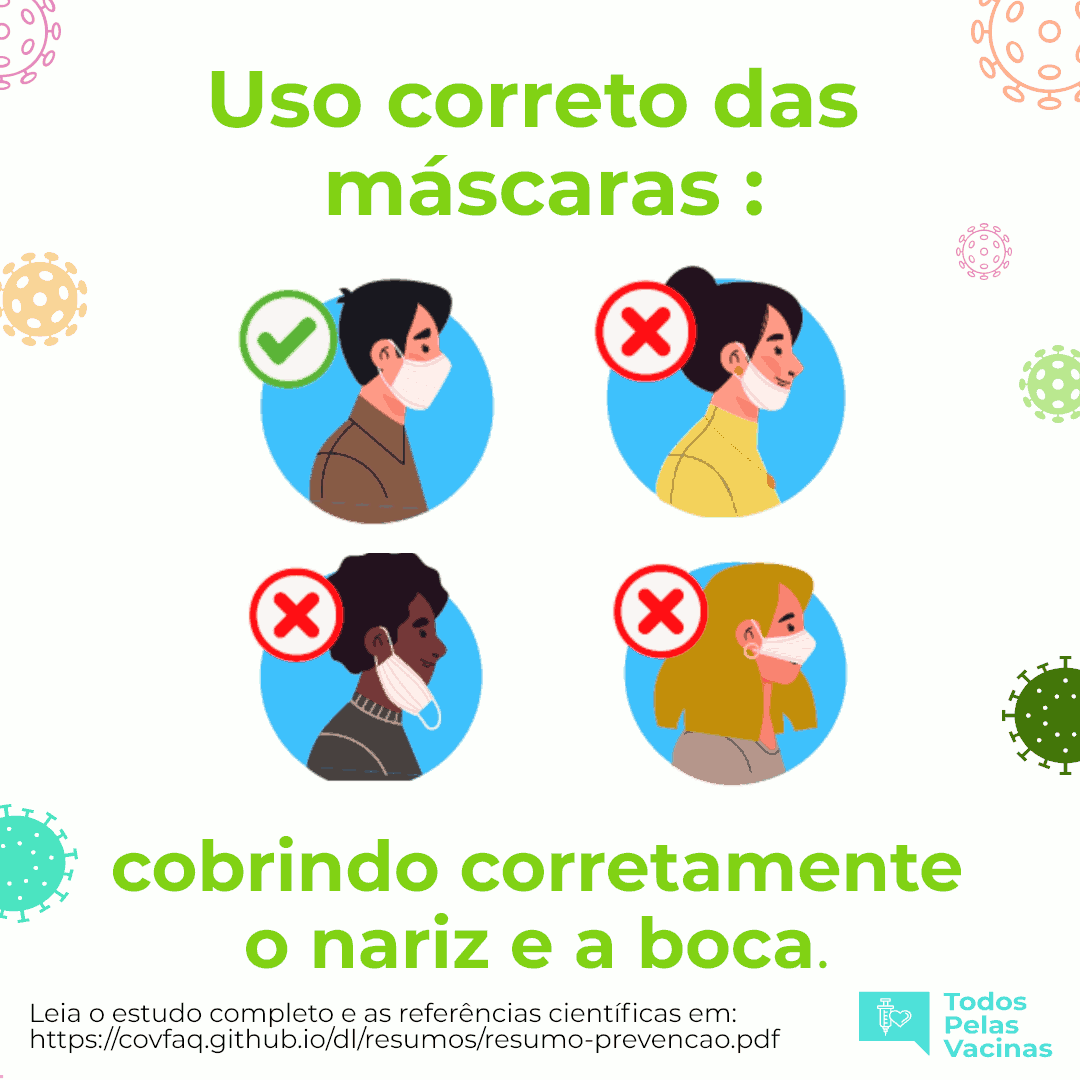 Uso correto das
máscaras :
cobrindo corretamente
o nariz e a boca.
Leia o estudo completo e as referências científicas em:
https://covfaq.github.io/dl/resumos/resumo-prevencao.pdf
Todos
Pelas
Vacinas